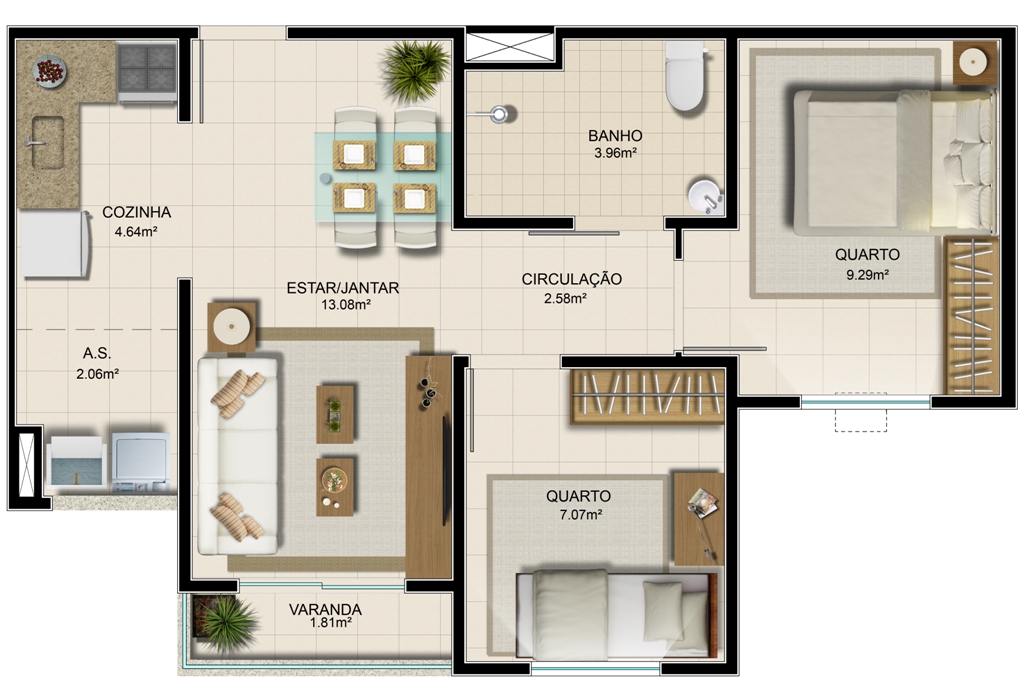 BANHO
3.96m²
COZINHA
4.64m²
QUARTO
9.29m²
ESTAR/JANTAR
13.08m²
CIRCULAÇÃO
2.58m²
A.S.
2.06m²
QUARTO
7.07m²
VARANDA
1.81m²